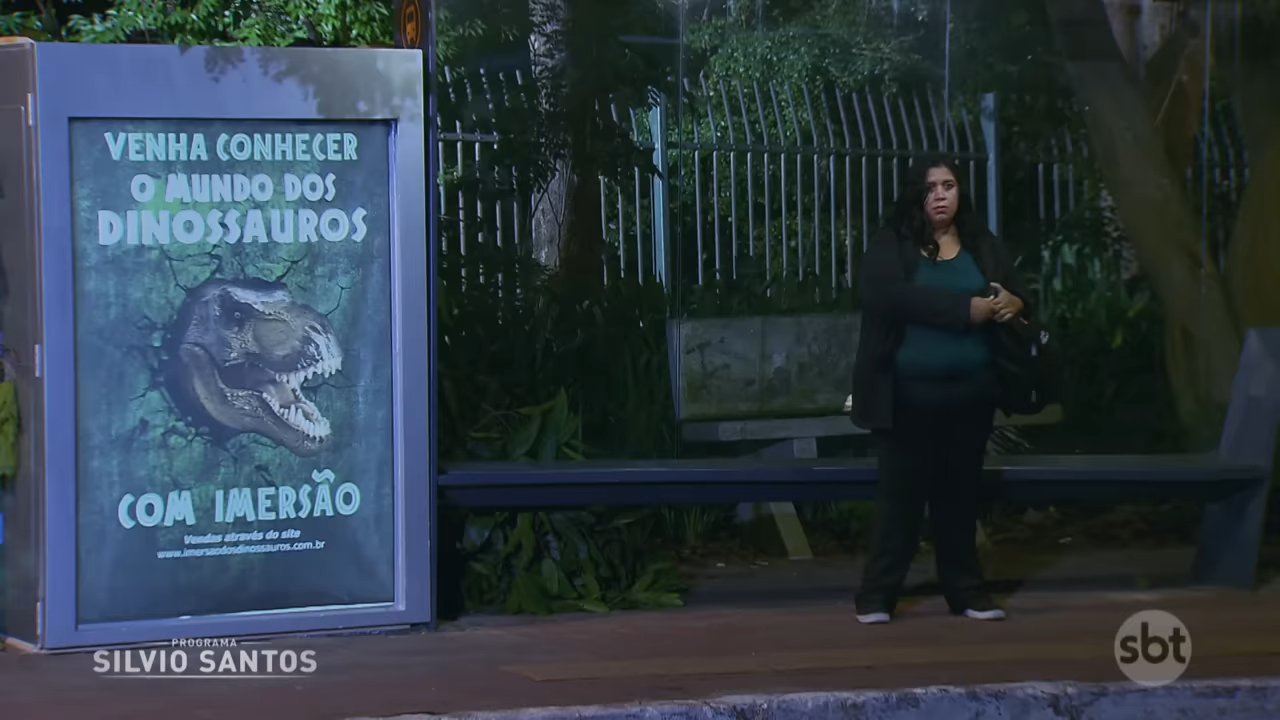 VENHA CONHECER
O MUNDO DOS
DINOSSAUROS
COM IMERSÃO
Vendas através do site
www.imersaodosdinossauros.com.br
PROGRAMA
SILVIO SANTOS
sbt